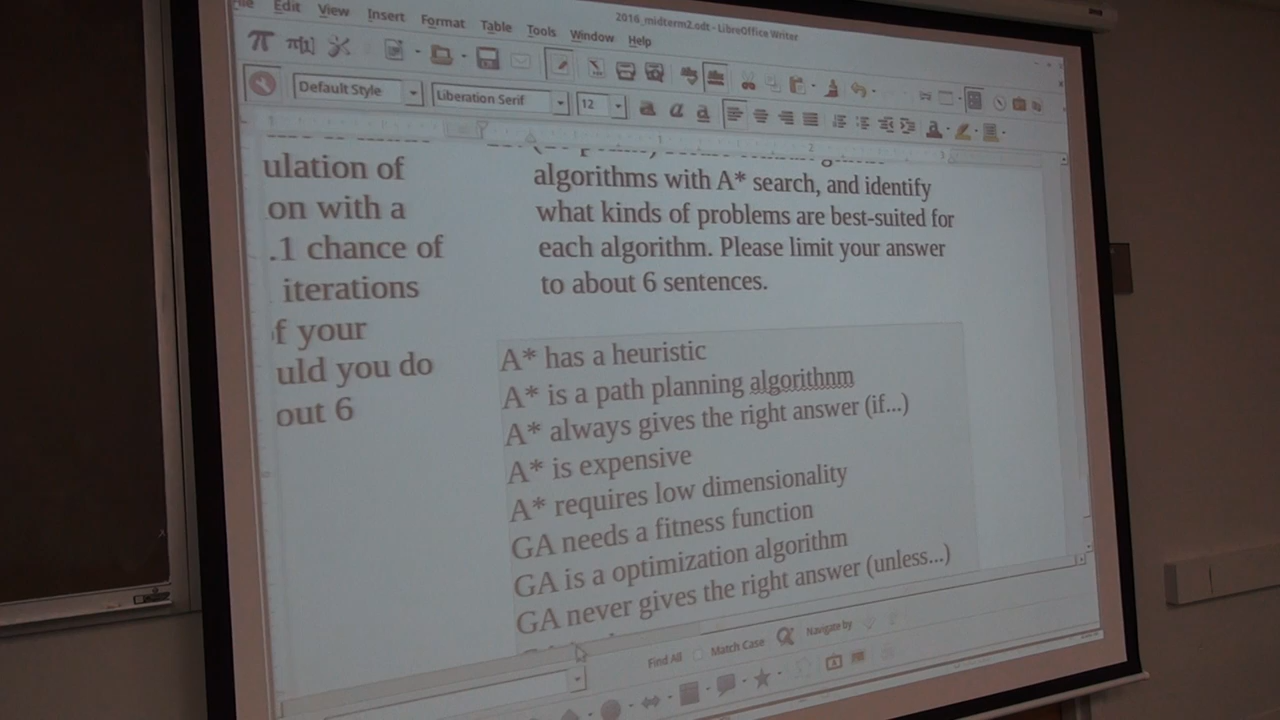 Edit View Insert Format Table Tools Window Help
2016_midterm2.odt - LibreOffice Writer
Default Style Liberation Serif 12
ulation of
on with a
.1 chance of
iterations
f your
uld you do
out 6
algorithms with A* search, and identify
what kinds of problems are best-suited for
each algorithm. Please limit your answer
to about 6 sentences.
A* has a heuristic
A* is a path planning algorithnm
A* always gives the right answer (if...)
A* is expensive
A* requires low dimensionality
GA needs a fitness function
GA is a optimization algorithm
GA never gives the right answer (unless...)
Find All Match Case Navigate by